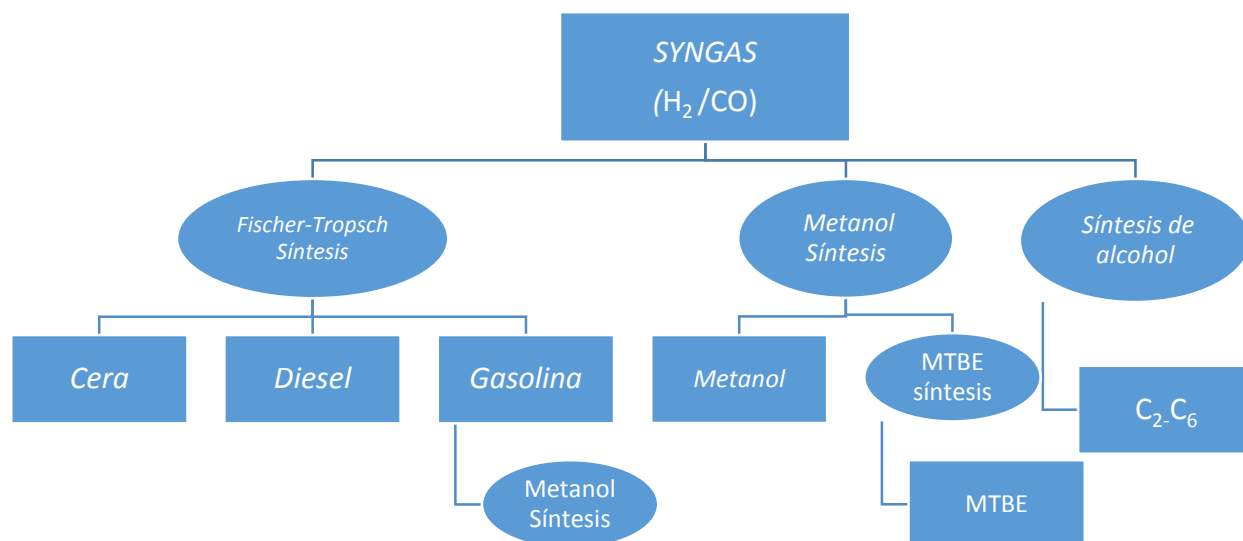 SYNGAS
(H₂ /CO)
Fischer-Tropsch
Síntesis
Metanol
Síntesis
Síntesis de
alcohol
Cera
Diesel
Gasolina
Metanol
MTBE
síntesis
C₂₋C₆
Metanol
Síntesis
MTBE